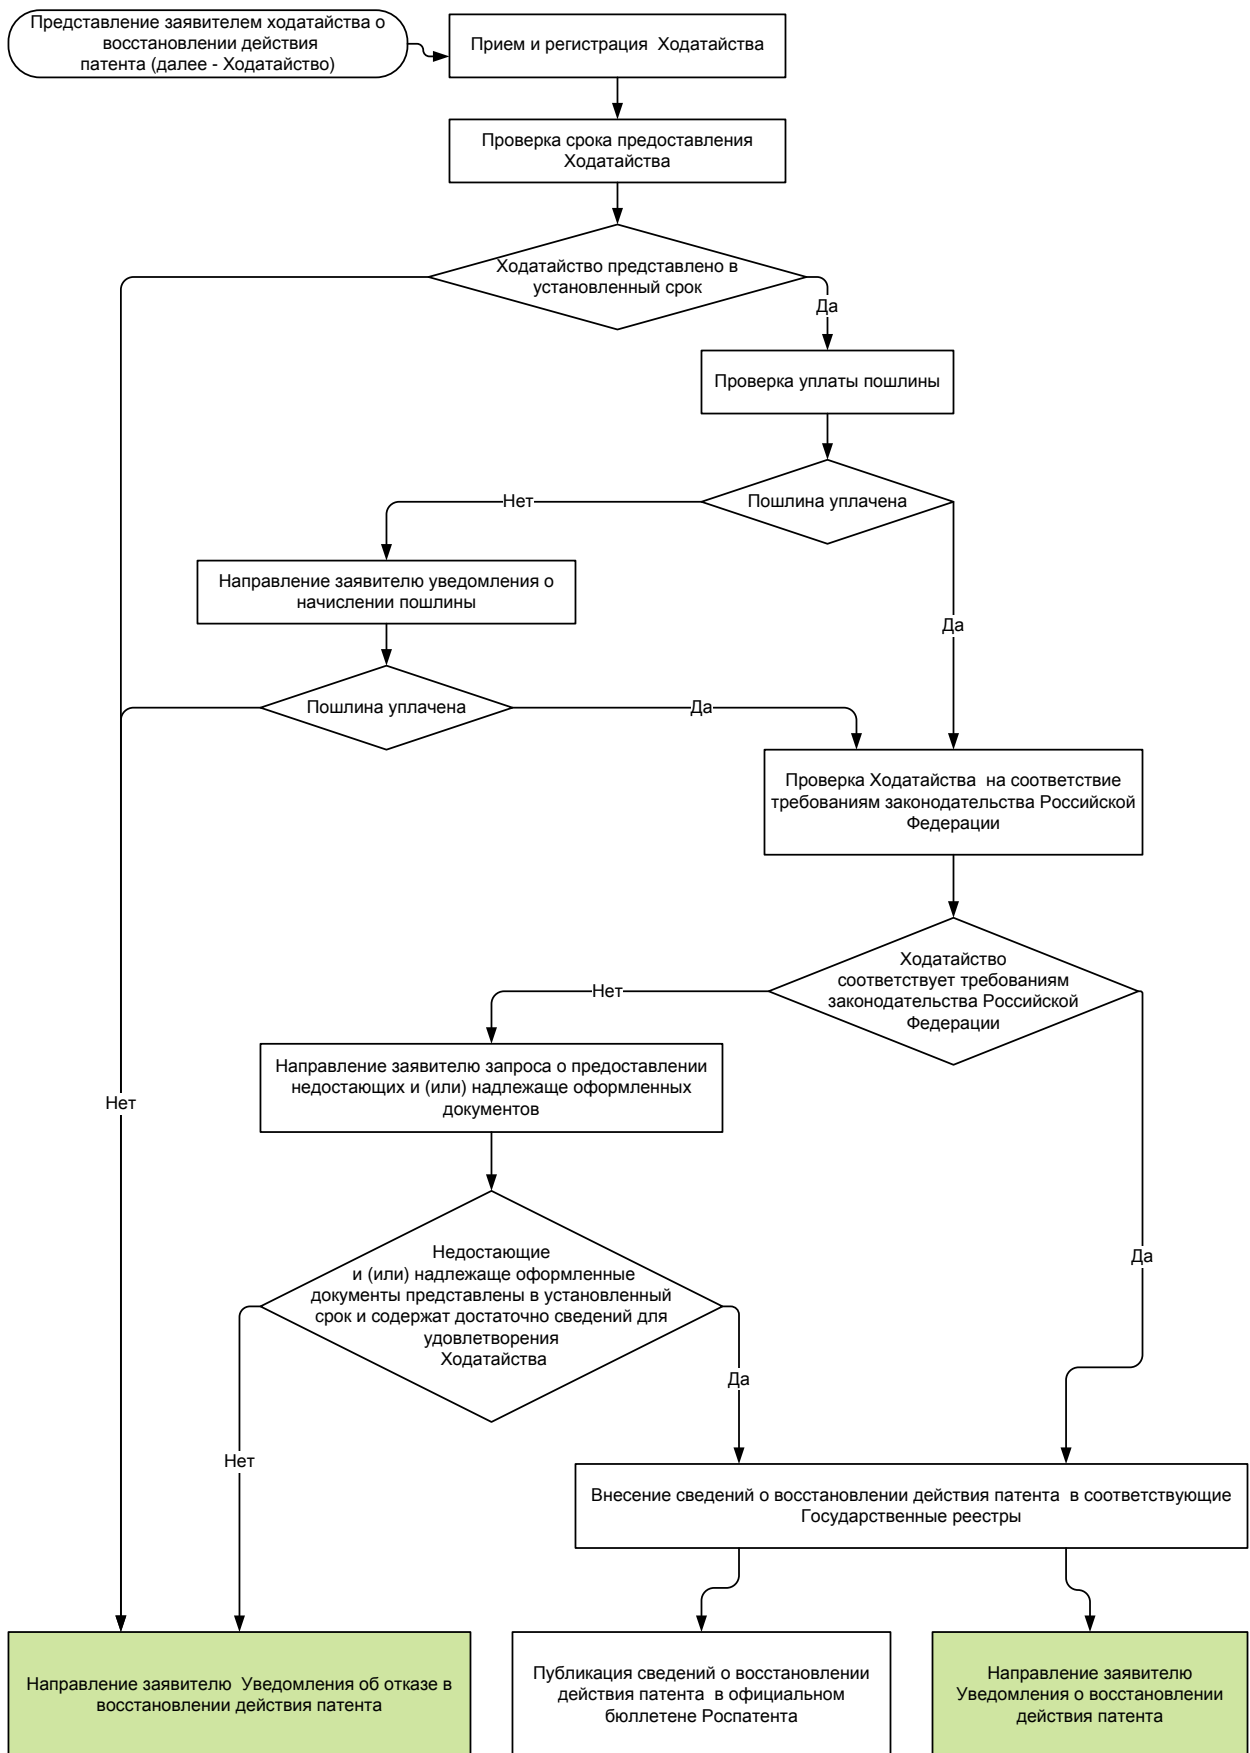 Представление заявителем ходатайства о
восстановлении действия
патента (далее - Ходатайство)
Прием и регистрация Ходатайства
Проверка срока предоставления
Ходатайства
Ходатайство представлено в
установленный срок
Да
Проверка уплаты пошлины
Пошлина уплачена
Нет
Направление заявителю уведомления о
начислении пошлины
Да
Пошлина уплачена
Да
Проверка Ходатайства на соответствие
требованиям законодательства Российской
Федерации
Ходатайство
соответствует требованиям
законодательства Российской
Федерации
Нет
Направление заявителю запроса о предоставлении
недостающих и (или) надлежаще оформленных
документов
Нет
Недостающие
и (или) надлежаще оформленные
документы представлены в установленный
срок и содержат достаточно сведений для
удовлетворения
Ходатайства
Да
Да
Нет
Внесение сведений о восстановлении действия патента в соответствующие
Государственные реестры
Направление заявителю Уведомления об отказе в
восстановлении действия патента
Публикация сведений о восстановлении
действия патента в официальном
бюллетене Роспатента
Направление заявителю
Уведомления о восстановлении
действия патента